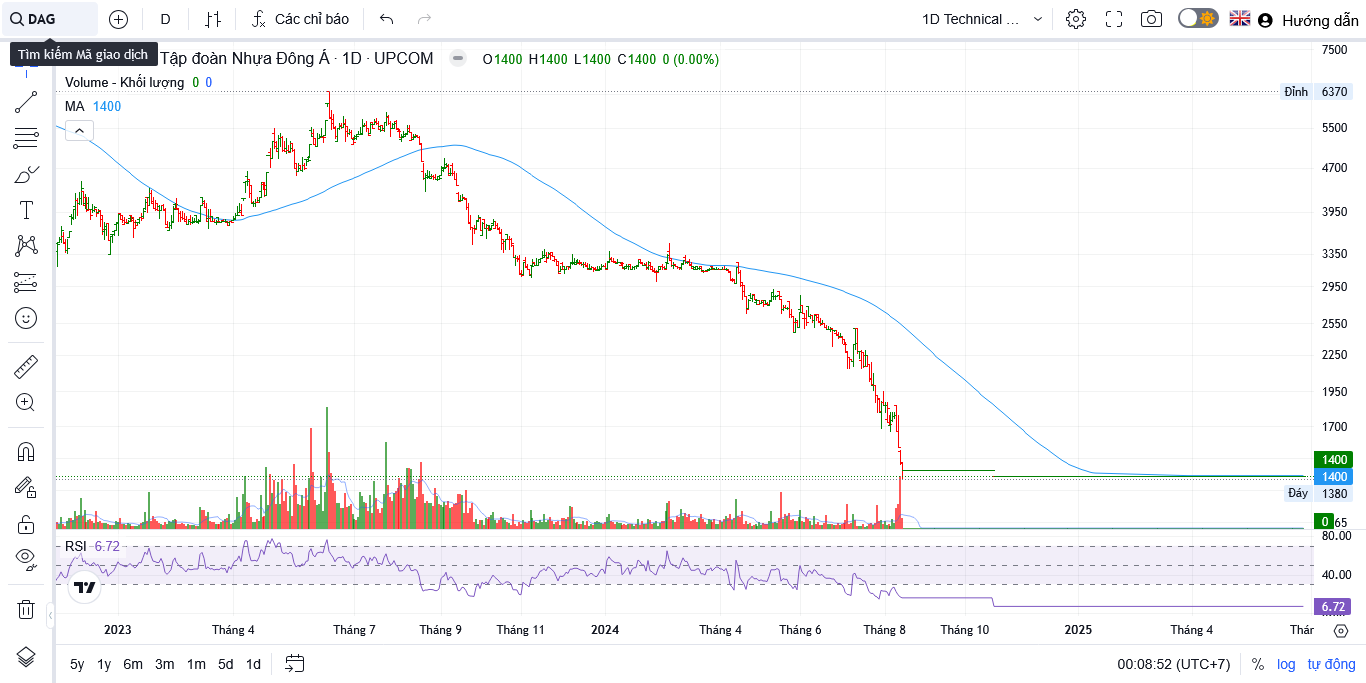 DAG
D
Các chỉ báo
1D Technical ...
Hướng dẫn
Tìm kiếm Mã giao dịch
Tập đoàn Nhựa Đông Á · 1D · UPCOM
O1400 H1400 L1400 C1400 0 (0.00%)
Volume - Khối lượng 0 0
MA 1400
7500
Đỉnh 6370
5500
4700
3950
3350
2950
2550
2250
1950
1700
1400
1400
Đáy 1380
0
65
RSI 6.72
80.00
40.00
6.72
2023
Tháng 4
Tháng 7
Tháng 9
Tháng 11
2024
Tháng 4
Tháng 6
Tháng 8
Tháng 10
2025
Tháng 4
Thár
5y 1y 6m 3m 1m 5d 1d
00:08:52 (UTC+7)
% log tự động